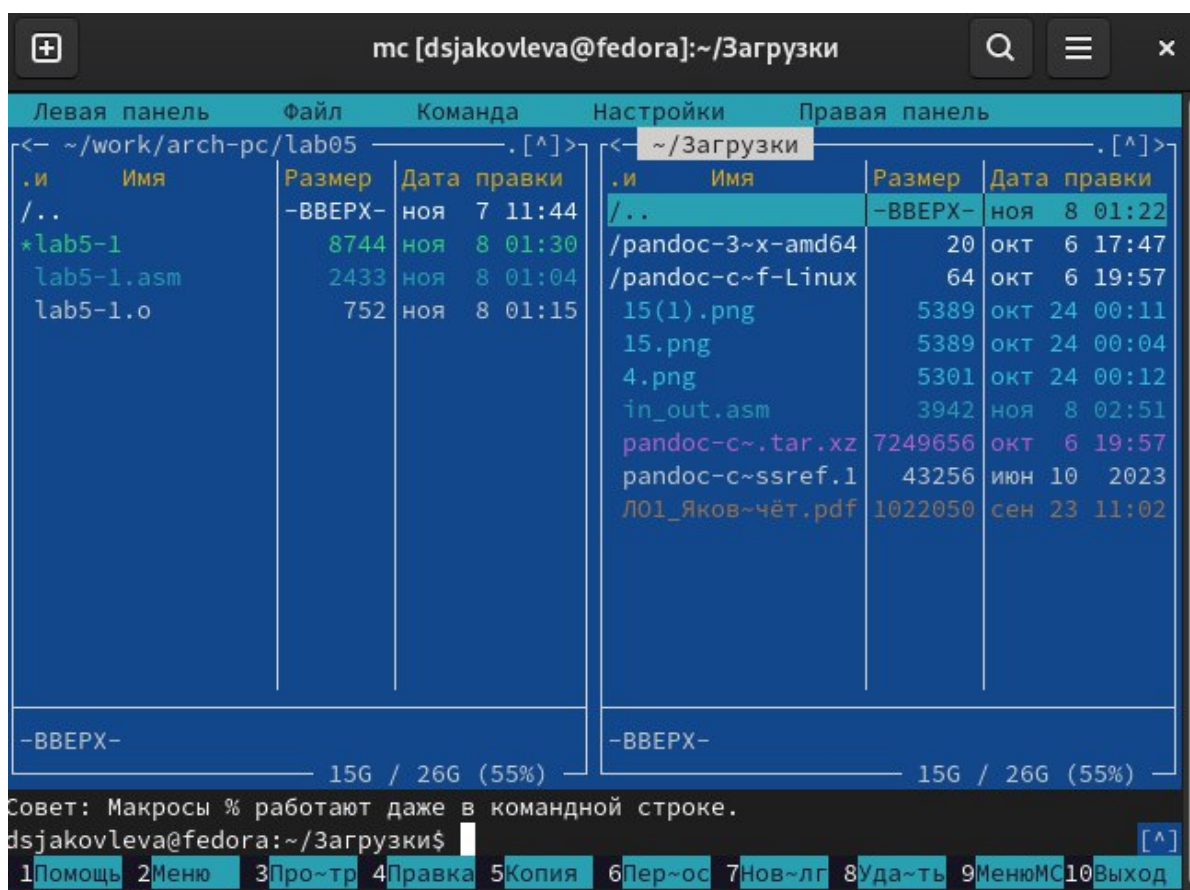 mc [dsjakovleva@fedora]:~/Загрузки
Левая панель Файл Команда Настройки Правая панель
<– ~/work/arch-pc/lab05 .[^]>
.и Имя Размер Дата правки
/.. -ВВЕРХ- ноя 7 11:44
*lab5-1 8744 ноя 8 01:30
lab5-1.asm 2433 ноя 8 01:04
lab5-1.o 752 ноя 8 01:15
-ВВЕРХ-
15G / 26G (55%)
<– ~/Загрузки .[^]>
.и Имя Размер Дата правки
/.. -ВВЕРХ- ноя 8 01:22
/pandoc-3~x-amd64 20 окт 6 17:47
/pandoc-c~f-Linux 64 окт 6 19:57
15(1).png 5389 окт 24 00:11
15.png 5389 окт 24 00:04
4.png 5301 окт 24 00:12
in_out.asm 3942 ноя 8 02:51
pandoc-c~.tar.xz 7249656 окт 6 19:57
pandoc-c~ssref.1 43256 июн 10 2023
Л01_Яков~чёт.pdf 1022050 сен 23 11:02
-ВВЕРХ-
15G / 26G (55%)
Совет: Макросы % работают даже в командной строке.
dsjakovleva@fedora:~/Загрузки$ [^]
1Помощь 2Меню 3Про~тр 4Правка 5Копия 6Пер~ос 7Нов~лг 8Уда~ть 9МенюMC 10Выход